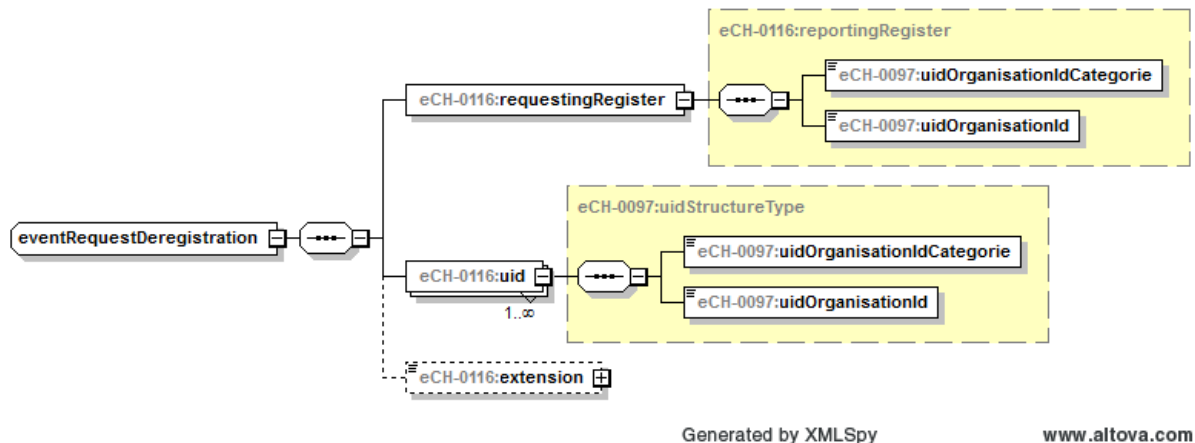 eCH-0116:reportingRegister
eCH-0097:uidOrganisationIdCategorie
eCH-0116:requestingRegister
eCH-0097:uidOrganisationId
eCH-0097:uidStructureType
eventRequestDeregistration
eCH-0097:uidOrganisationIdCategorie
eCH-0116:uid
eCH-0097:uidOrganisationId
1..∞
eCH-0116:extension
Generated by XMLSpy www.altova.com